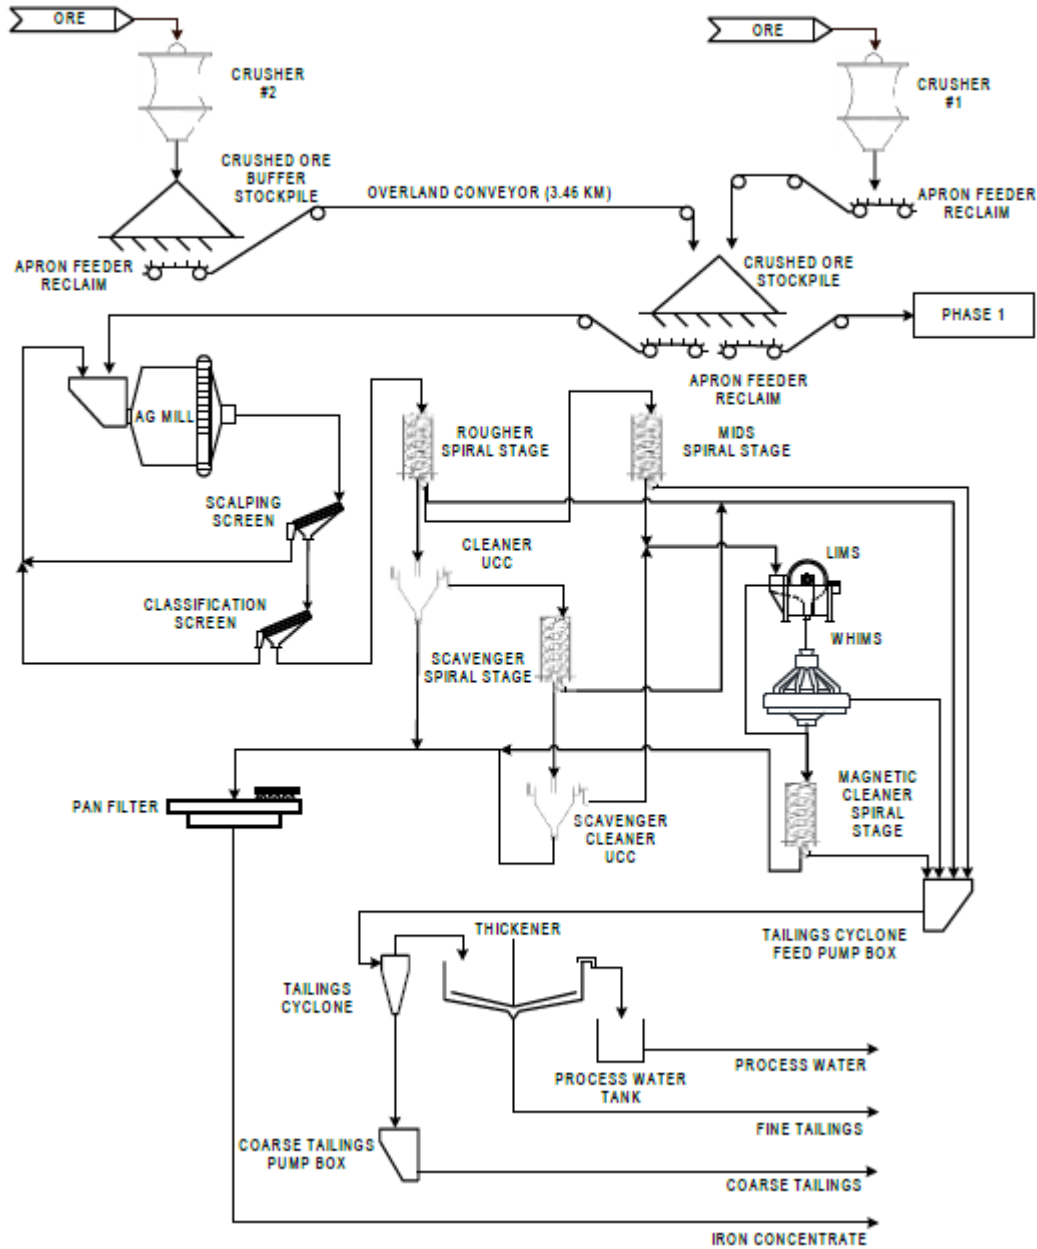 ORE
ORE
CRUSHER
#2
CRUSHER
#1
CRUSHED ORE
BUFFER
STOCKPILE
OVERLAND CONVEYOR (3.46 KM)
APRON FEEDER
RECLAIM
APRON FEEDER
RECLAIM
CRUSHED ORE
STOCKPILE
PHASE 1
APRON FEEDER
RECLAIM
AG MILL
ROUGHER
SPIRAL STAGE
MIDS
SPIRAL STAGE
SCALPING
SCREEN
CLEANER
UCC
LIMS
CLASSIFICATION
SCREEN
WHIMS
SCAVENGER
SPIRAL STAGE
PAN FILTER
MAGNETIC
CLEANER
SPIRAL
STAGE
SCAVENGER
CLEANER
UCC
THICKENER
TAILINGS CYCLONE
FEED PUMP BOX
TAILINGS
CYCLONE
PROCESS WATER
PROCESS WATER
TANK
FINE TAILINGS
COARSE TAILINGS
PUMP BOX
COARSE TAILINGS
IRON CONCENTRATE